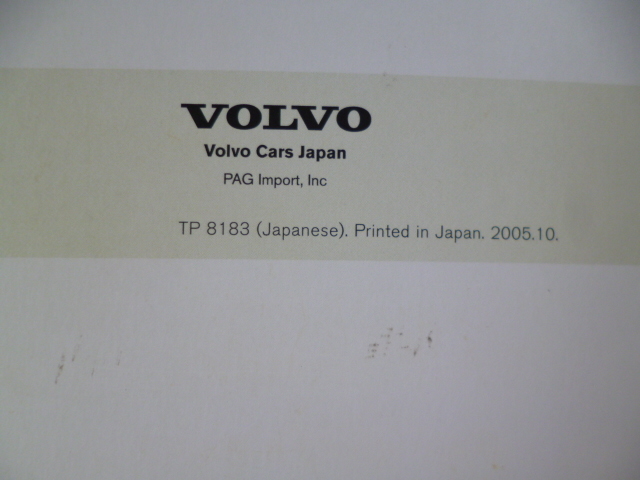 VOLVO
Volvo Cars Japan
PAG Import, Inc
TP 8183 (Japanese). Printed in Japan. 2005.10.